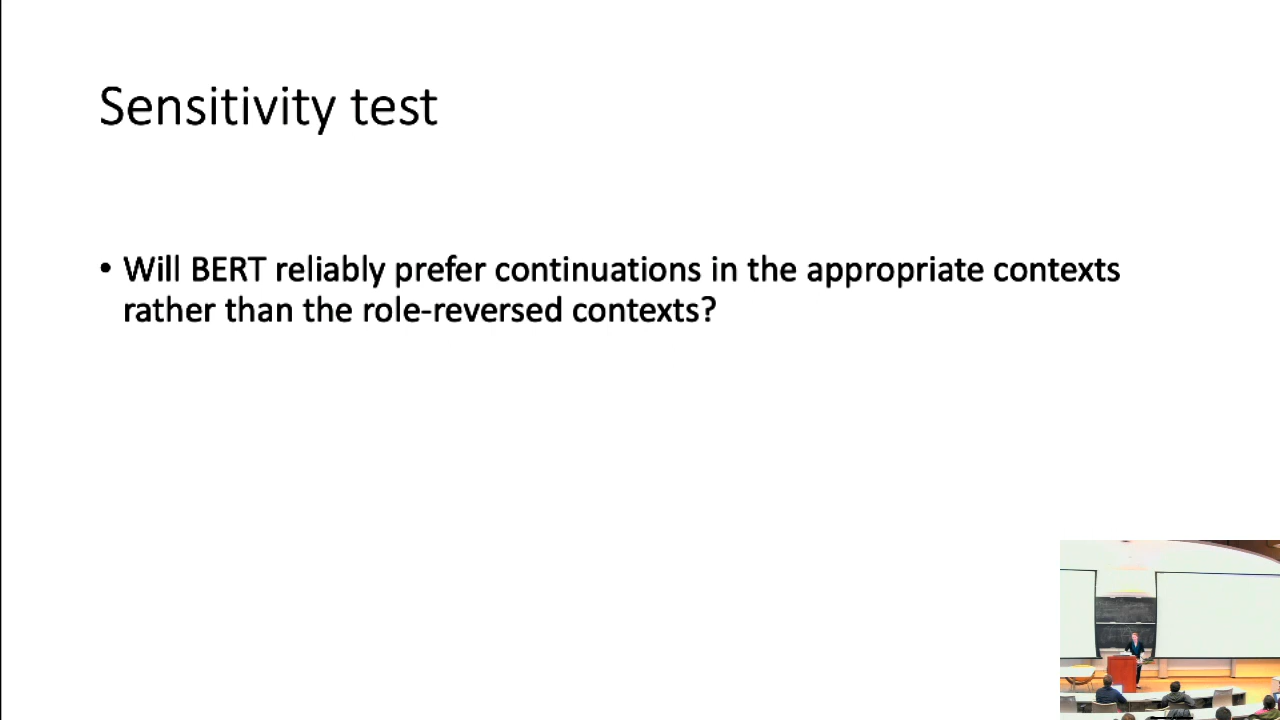 Sensitivity test
• Will BERT reliably prefer continuations in the appropriate contexts
rather than the role-reversed contexts?